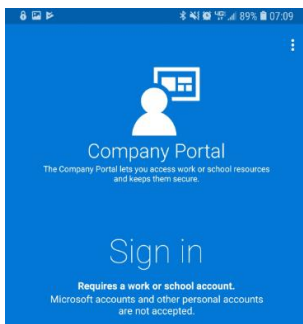 89% 07:09
Company Portal
The Company Portal lets you access work or school resources
and keeps them secure.
Sign in
Requires a work or school account.
Microsoft accounts and other personal accounts
are not accepted.